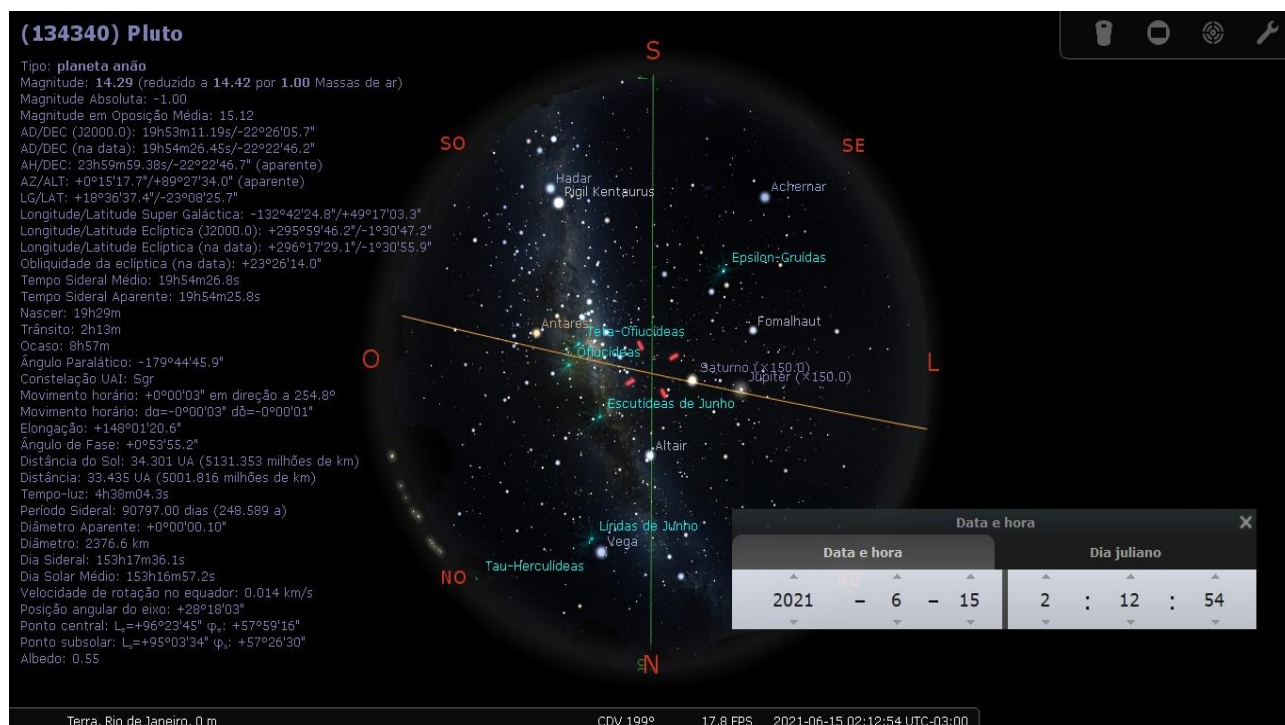 (134340) Pluto
Tipo: planeta anão
Magnitude: 14.29 (reduzido a 14.42 por 1.00 Massas de ar)
Magnitude Absoluta: -1.00
Magnitude em Oposição Média: 15.12
AD/DEC (J2000.0): 19h53m11.19s/-22°26'05.7"
AD/DEC (na data): 19h54m26.45s/-22°22'46.2"
AH/DEC: 23h59m59.38s/-22°22'46.7" (aparente)
AZ/ALT: +0°15'17.7"/+89°27'34.0" (aparente)
LG/LAT: +18°36'37.4"/-23°08'25.7"
Longitude/Latitude Super Galáctica: -132°42'24.8"/+49°17'03.3"
Longitude/Latitude Eclíptica (J2000.0): +295°59'46.2"/-1°30'47.2"
Longitude/Latitude Eclíptica (na data): +296°17'29.1"/-1°30'55.9"
Obliquidade da eclíptica (na data): +23°26'14.0"
Tempo Sideral Médio: 19h54m26.8s
Tempo Sideral Aparente: 19h54m25.8s
Nascer: 19h29m
Trânsito: 2h13m
Ocaso: 8h57m
Ângulo Paralático: -179°44'45.9"
Constelação UAI: Sgr
Movimento horário: +0°00'03" em direção a 254.8°
Movimento horário: dα=-0°00'03" dδ=-0°00'01"
Elongação: +148°01'20.6"
Ângulo de Fase: +0°53'55.2"
Distância do Sol: 34.301 UA (5131.353 milhões de km)
Distância: 33.435 UA (5001.816 milhões de km)
Tempo-luz: 4h38m04.3s
Período Sideral: 90797.00 dias (248.589 a)
Diâmetro Aparente: +0°00'00.10"
Diâmetro: 2376.6 km
Dia Sideral: 153h17m36.1s
Dia Solar Médio: 153h16m57.2s
Velocidade de rotação no equador: 0.014 km/s
Posição angular do eixo: +28°18'03"
Ponto central: Lₑ=+96°23'45" φₑ: +57°59'16"
Ponto subsolar: Lₛ=+95°03'34" φₛ: +57°26'30"
Albedo: 0.55
S
SO
SE
Hadar
Rigil Kentaurus
Achernar
Epsilon-Gruídas
Antares
Teta-Ofiucídeas
Fomalhaut
Ofiucídeas
O
L
Saturno (×150.0)
Júpiter (×150.0)
Escutídeas de Junho
Altair
Líridas de Junho
Vega
Tau-Herculídeas
NO
NE
N
Data e hora
Data e hora
Dia juliano
2021 - 6 - 15
2 : 12 : 54
Terra, Rio de Janeiro, 0 m
CDV 199°
17.8 FPS
2021-06-15 02:12:54 UTC-03:00